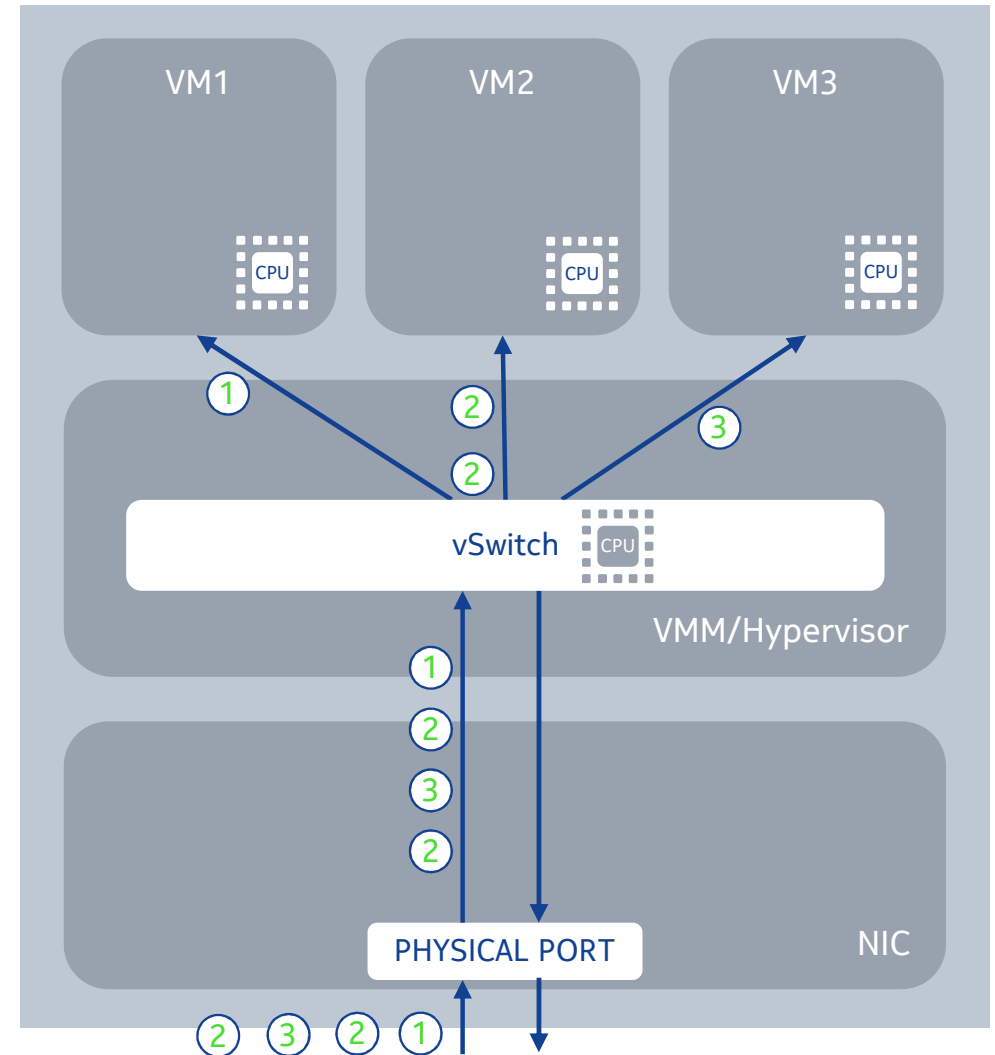 VM1 VM2 VM3
CPU CPU CPU
1
2
3
2
vSwitch CPU
VMM/Hypervisor
1
2
3
2
PHYSICAL PORT
NIC
2 3 2 1